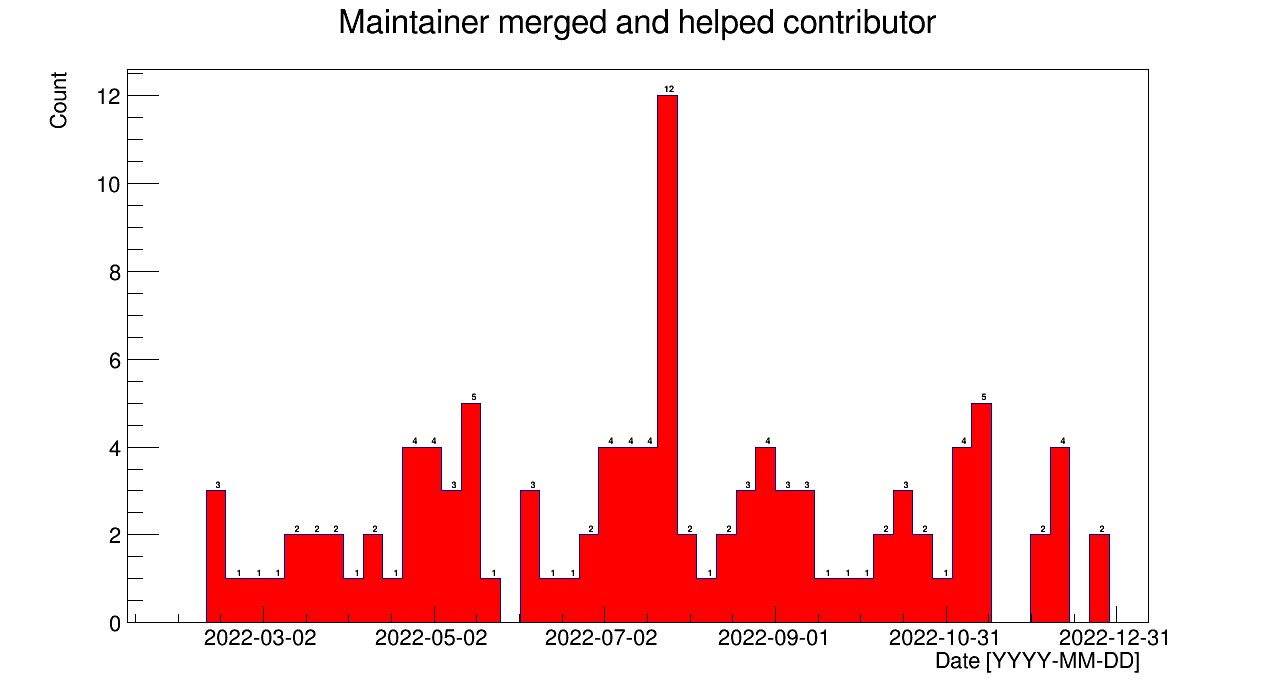 Maintainer merged and helped contributor
Count
12
10
8
6
4
2
0
3 1 1 1 2 2 2 1 2 1 4 4 3 5 1 3 1 1 2 4 4 4 12 2 1 2 3 4 3 3 1 1 1 2 3 2 1 4 5 2 4 2
2022-03-02 2022-05-02 2022-07-02 2022-09-01 2022-10-31 2022-12-31
Date [YYYY-MM-DD]